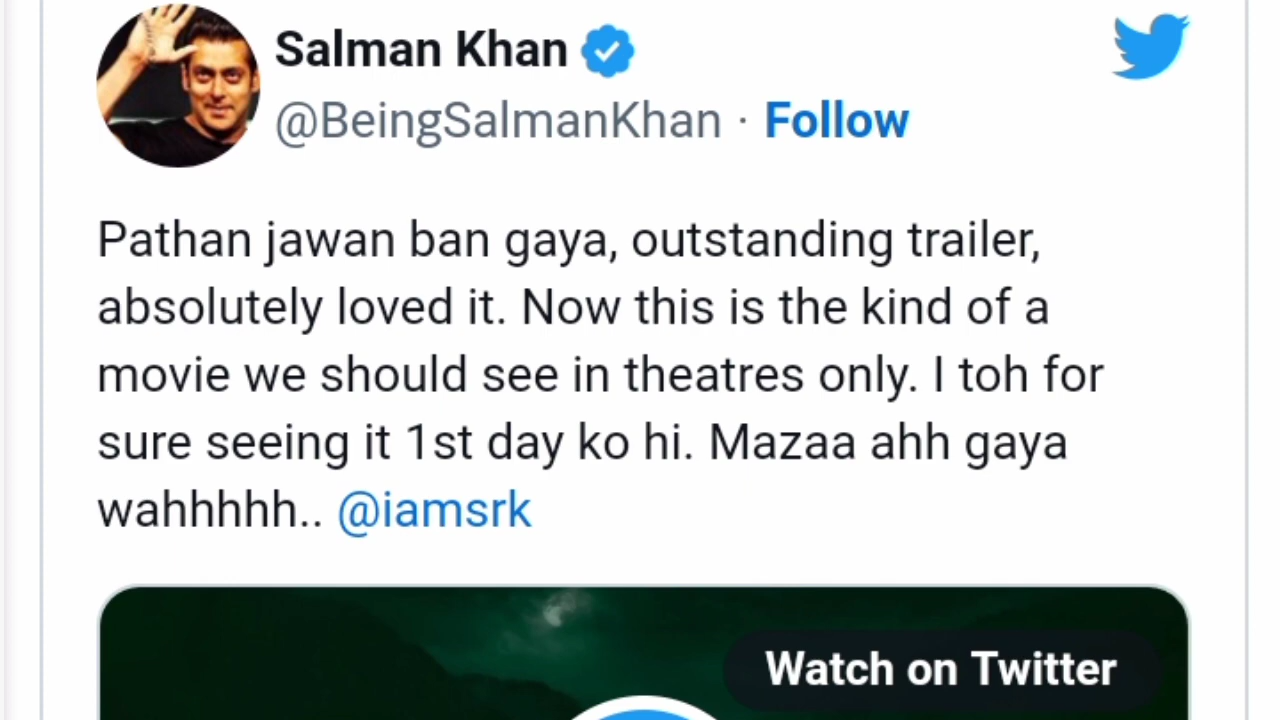 Salman Khan
@BeingSalmanKhan · Follow
Pathan jawan ban gaya, outstanding trailer,
absolutely loved it. Now this is the kind of a
movie we should see in theatres only. I toh for
sure seeing it 1st day ko hi. Mazaa ahh gaya
wahhhhh.. @iamsrk
Watch on Twitter